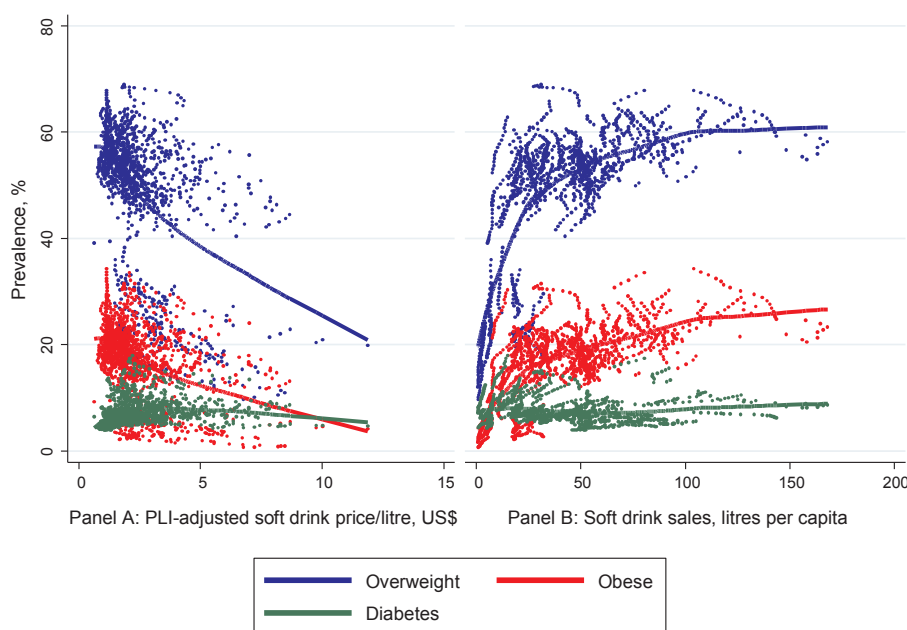 80
60
40
20
0
Prevalence, %
0 5 10 15
0 50 100 150 200
Panel A: PLI-adjusted soft drink price/litre, US$
Panel B: Soft drink sales, litres per capita
Overweight
Obese
Diabetes